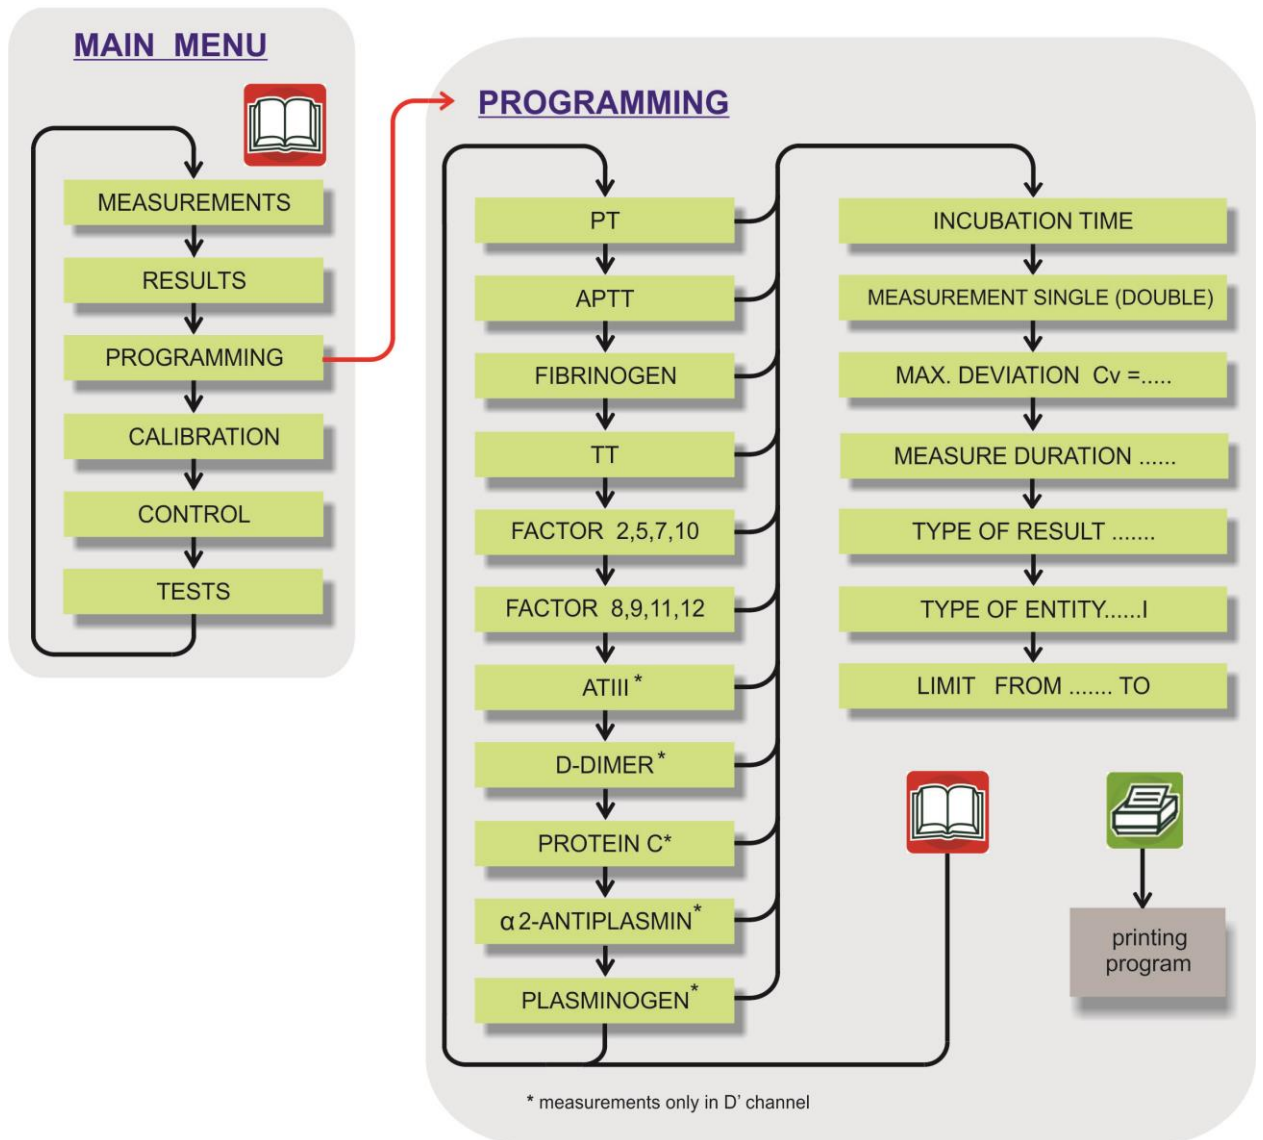 MAIN MENU
MEASUREMENTS
RESULTS
PROGRAMMING
CALIBRATION
CONTROL
TESTS
PROGRAMMING
PT
APTT
FIBRINOGEN
TT
FACTOR 2,5,7,10
FACTOR 8,9,11,12
ATIII *
D-DIMER *
PROTEIN C*
α2-ANTIPLASMIN *
PLASMINOGEN *
INCUBATION TIME
MEASUREMENT SINGLE (DOUBLE)
MAX. DEVIATION Cv =.....
MEASURE DURATION ......
TYPE OF RESULT .......
TYPE OF ENTITY......I
LIMIT FROM ....... TO
printing
program
* measurements only in D' channel